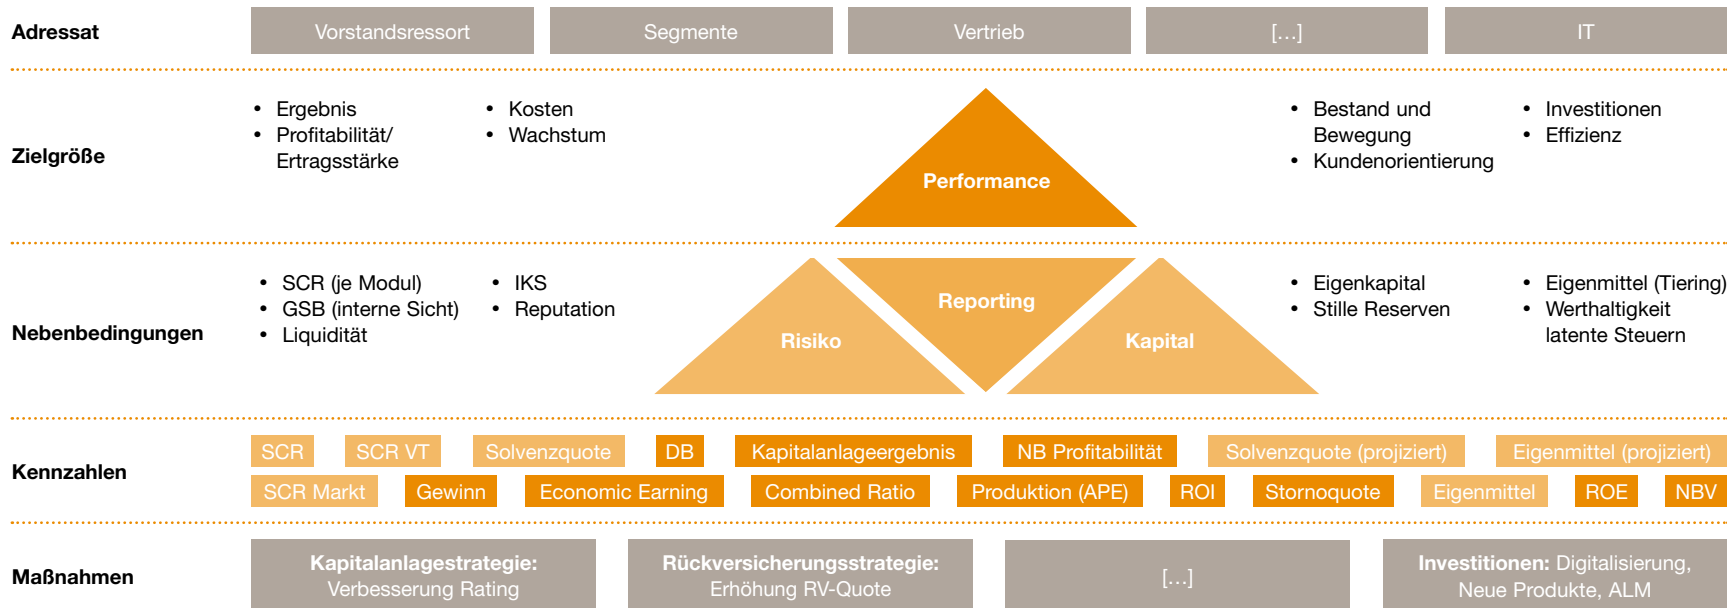 Adressat
Vorstandsressort
Segmente
Vertrieb
[…]
IT
Zielgröße
• Ergebnis
• Profitabilität/
Ertragsstärke
• Kosten
• Wachstum
Performance
• Bestand und
Bewegung
• Kundenorientierung
• Investitionen
• Effizienz
Nebenbedingungen
• SCR (je Modul)
• GSB (interne Sicht)
• Liquidität
• IKS
• Reputation
Risiko
Reporting
Kapital
• Eigenkapital
• Stille Reserven
• Eigenmittel (Tiering)
• Werthaltigkeit
latente Steuern
Kennzahlen
SCR
SCR VT
Solvenzquote
DB
Kapitalanlageergebnis
NB Profitabilität
Solvenzquote (projiziert)
Eigenmittel (projiziert)
SCR Markt
Gewinn
Economic Earning
Combined Ratio
Produktion (APE)
ROI
Stornoquote
Eigenmittel
ROE
NBV
Maßnahmen
Kapitalanlagestrategie:
Verbesserung Rating
Rückversicherungsstrategie:
Erhöhung RV-Quote
[…]
Investitionen: Digitalisierung,
Neue Produkte, ALM